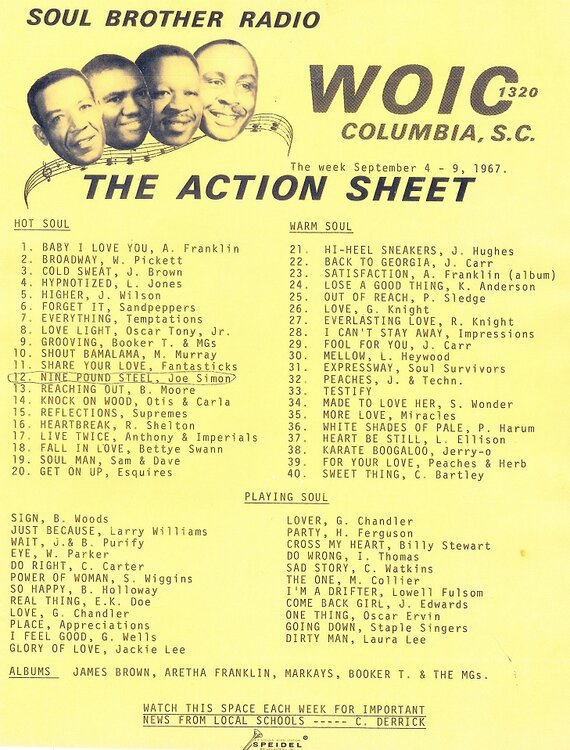 SOUL BROTHER RADIO
WOIC 1320
COLUMBIA, S.C.
The week September 4 - 9, 1967.
THE ACTION SHEET
HOT SOUL
1. BABY I LOVE YOU, A. Franklin
2. BROADWAY, W. Pickett
3. COLD SWEAT, J. Brown
4. HYPNOTIZED, L. Jones
5. HIGHER, J. Wilson
6. FORGET IT, Sandpeppers
7. EVERYTHING, Temptations
8. LOVE LIGHT, Oscar Tony, Jr.
9. GROOVING, Booker T. & MGs
10. SHOUT BAMALAMA, M. Murray
11. SHARE YOUR LOVE, Fantasticks
12. NINE POUND STEEL, Joe Simon
13. REACHING OUT, B. Moore
14. KNOCK ON WOOD, Otis & Carla
15. REFLECTIONS, Supremes
16. HEARTBREAK, R. Shelton
17. LIVE TWICE, Anthony & Imperials
18. FALL IN LOVE, Bettye Swann
19. SOUL MAN, Sam & Dave
20. GET ON UP, Esquires
WARM SOUL
21. HI-HEEL SNEAKERS, J. Hughes
22. BACK TO GEORGIA, J. Carr
23. SATISFACTION, A. Franklin (album)
24. LOSE A GOOD THING, K. Anderson
25. OUT OF REACH, P. Sledge
26. LOVE, G. Knight
27. EVERLASTING LOVE, R. Knight
28. I CAN'T STAY AWAY, Impressions
29. FOOL FOR YOU, J. Carr
30. MELLOW, L. Heywood
31. EXPRESSWAY, Soul Survivors
32. PEACHES, J. & Techn.
33. TESTIFY
34. MADE TO LOVE HER, S. Wonder
35. MORE LOVE, Miracles
36. WHITE SHADES OF PALE, P. Harum
37. HEART BE STILL, L. Ellison
38. KARATE BOOGALOO, Jerry-o
39. FOR YOUR LOVE, Peaches & Herb
40. SWEET THING, C. Bartley
PLAYING SOUL
SIGN, B. Woods
JUST BECAUSE, Larry Williams
WAIT, J.& B. Purify
EYE, W. Parker
DO RIGHT, C. Carter
POWER OF WOMAN, S. Wiggins
SO HAPPY, B. Holloway
REAL THING, E.K. Doe
LOVE, G. Chandler
PLACE, Appreciations
I FEEL GOOD, G. Wells
GLORY OF LOVE, Jackie Lee
LOVER, G. Chandler
PARTY, H. Ferguson
CROSS MY HEART, Billy Stewart
DO WRONG, I. Thomas
SAD STORY, C. Watkins
THE ONE, M. Collier
I'M A DRIFTER, Lowell Fulsom
COME BACK GIRL, J. Edwards
ONE THING, Oscar Ervin
GOING DOWN, Staple Singers
DIRTY MAN, Laura Lee
ALBUMS JAMES BROWN, ARETHA FRANKLIN, MARKAYS, BOOKER T. & THE MGs.
WATCH THIS SPACE EACH WEEK FOR IMPORTANT
NEWS FROM LOCAL SCHOOLS ----- C. DERRICK
SPEIDEL